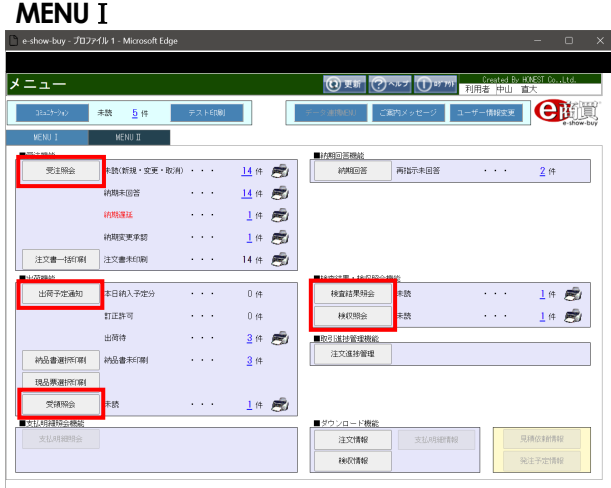 MENU I
e-show-buy - プロファイル 1 - Microsoft Edge
メニュー
更新
ヘルプ
ログアウト
Created By HONEST Co.,Ltd.
利用者 中山 直大
コミュニケーション
未読 5 件
テスト印刷
データ連携MENU
ご案内メッセージ
ユーザー情報変更
e商買
e-show-buy
MENU I
MENU II
■受注機能
受注照会
未読(新規・変更・取消) ・・・ 14 件
納期未回答 ・・・ 14 件
納期遅延 ・・・ 1 件
納期変更承認 ・・・ 1 件
注文書一括印刷
注文書未印刷 ・・・ 14 件
■納期回答機能
納期回答
再指示未回答 ・・・ 2 件
■出荷機能
出荷予定通知
本日納入予定分 ・・・ 0 件
訂正許可 ・・・ 0 件
出荷待 ・・・ 3 件
納品書選択印刷
納品書未印刷 ・・・ 3 件
現品票選択印刷
受領照会
未読 ・・・ 1 件
■検査結果・検収照会機能
検査結果照会
未読 ・・・ 1 件
検収照会
未読 ・・・ 1 件
■取引進捗管理機能
注文進捗管理
■支払明細照会機能
支払明細照会
■ダウンロード機能
注文情報
支払明細情報
検収情報
見積依頼情報
発注予定情報